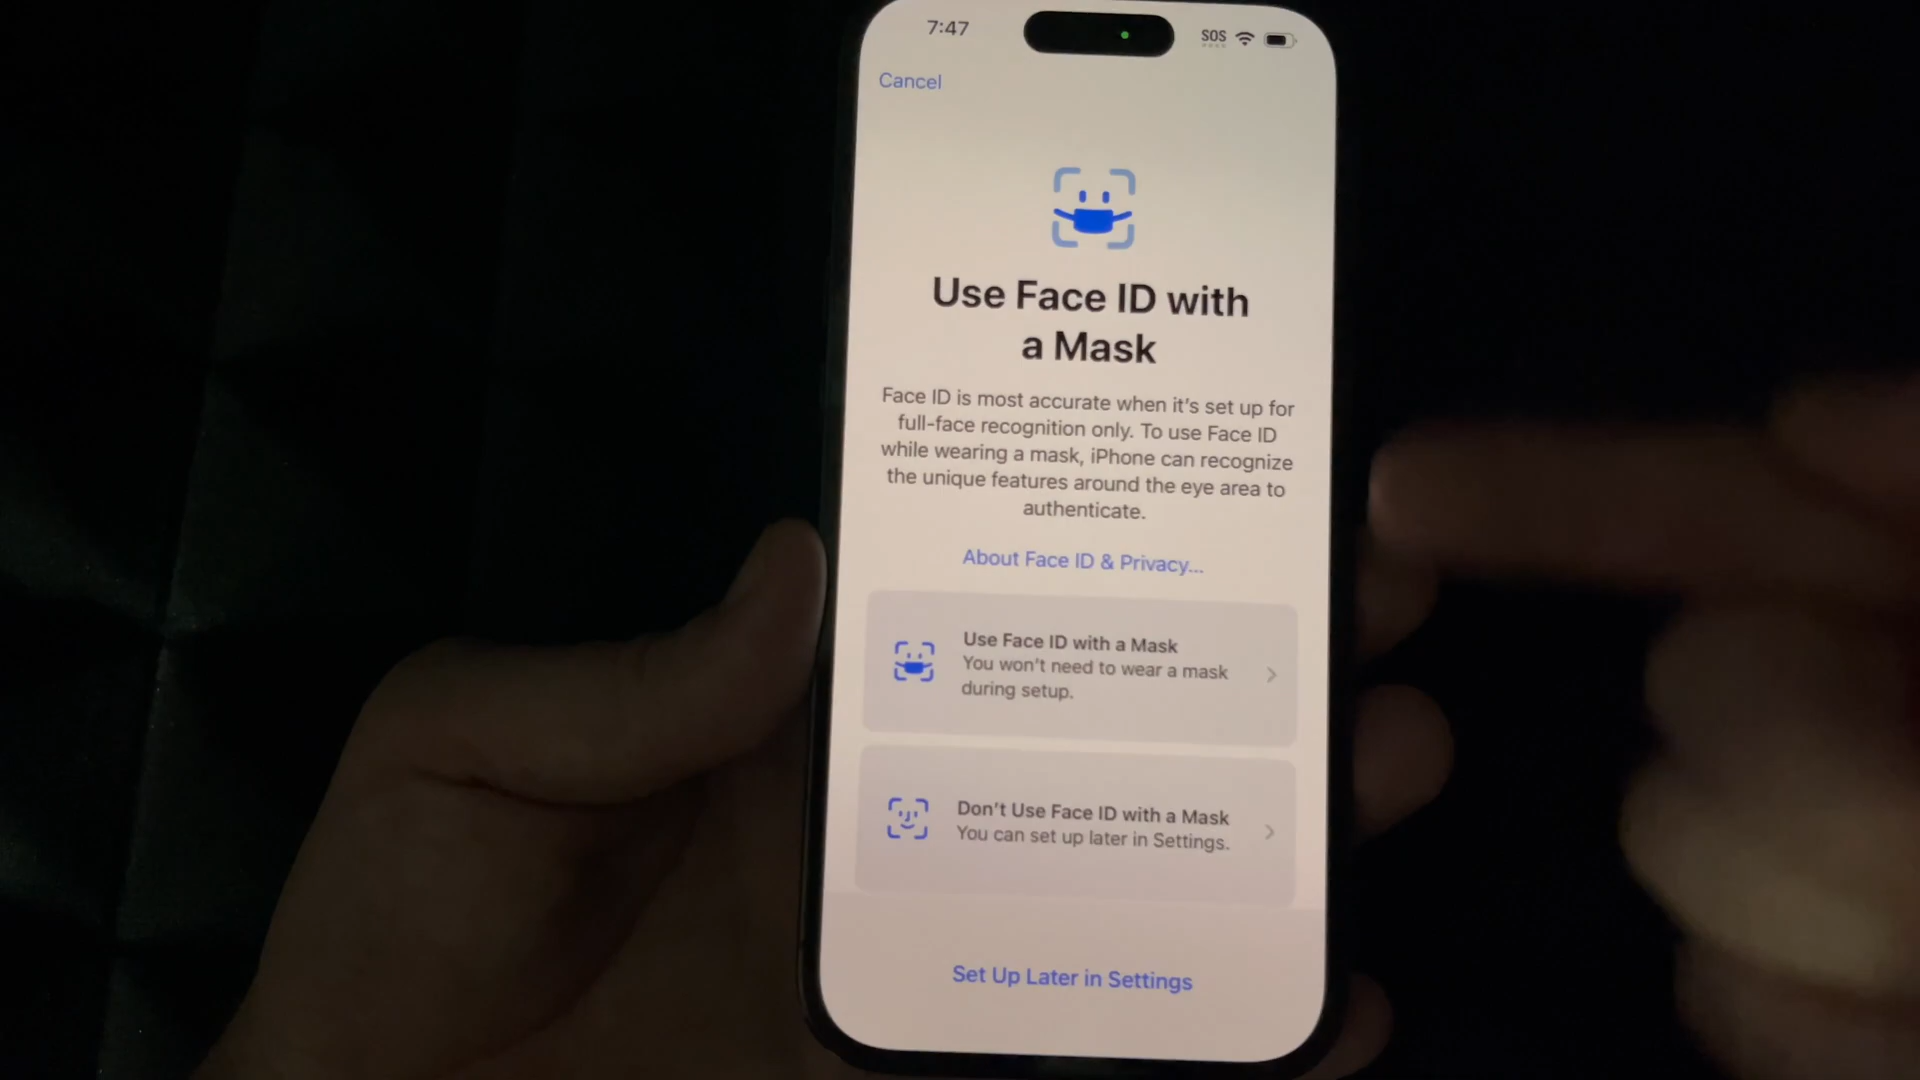 7:47
SOS
Cancel
Use Face ID with
a Mask
Face ID is most accurate when it's set up for
full-face recognition only. To use Face ID
while wearing a mask, iPhone can recognize
the unique features around the eye area to
authenticate.
About Face ID & Privacy...
Use Face ID with a Mask
You won't need to wear a mask
during setup.
Don't Use Face ID with a Mask
You can set up later in Settings.
Set Up Later in Settings